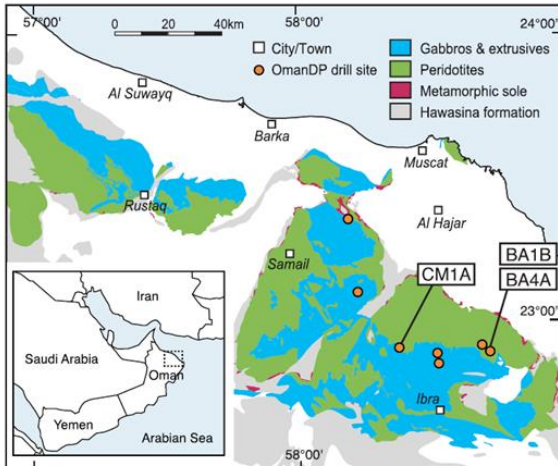 57°00'
58°00'
24°00'
0 20 40km
City/Town
OmanDP drill site
Gabbros & extrusives
Peridotites
Metamorphic sole
Hawasina formation
Al Suwayq
Barka
Muscat
Rustaq
Al Hajar
Samail
CM1A
BA1B
BA4A
23°00'
Ibra
Iran
Saudi Arabia
Oman
Yemen
Arabian Sea
58°00'